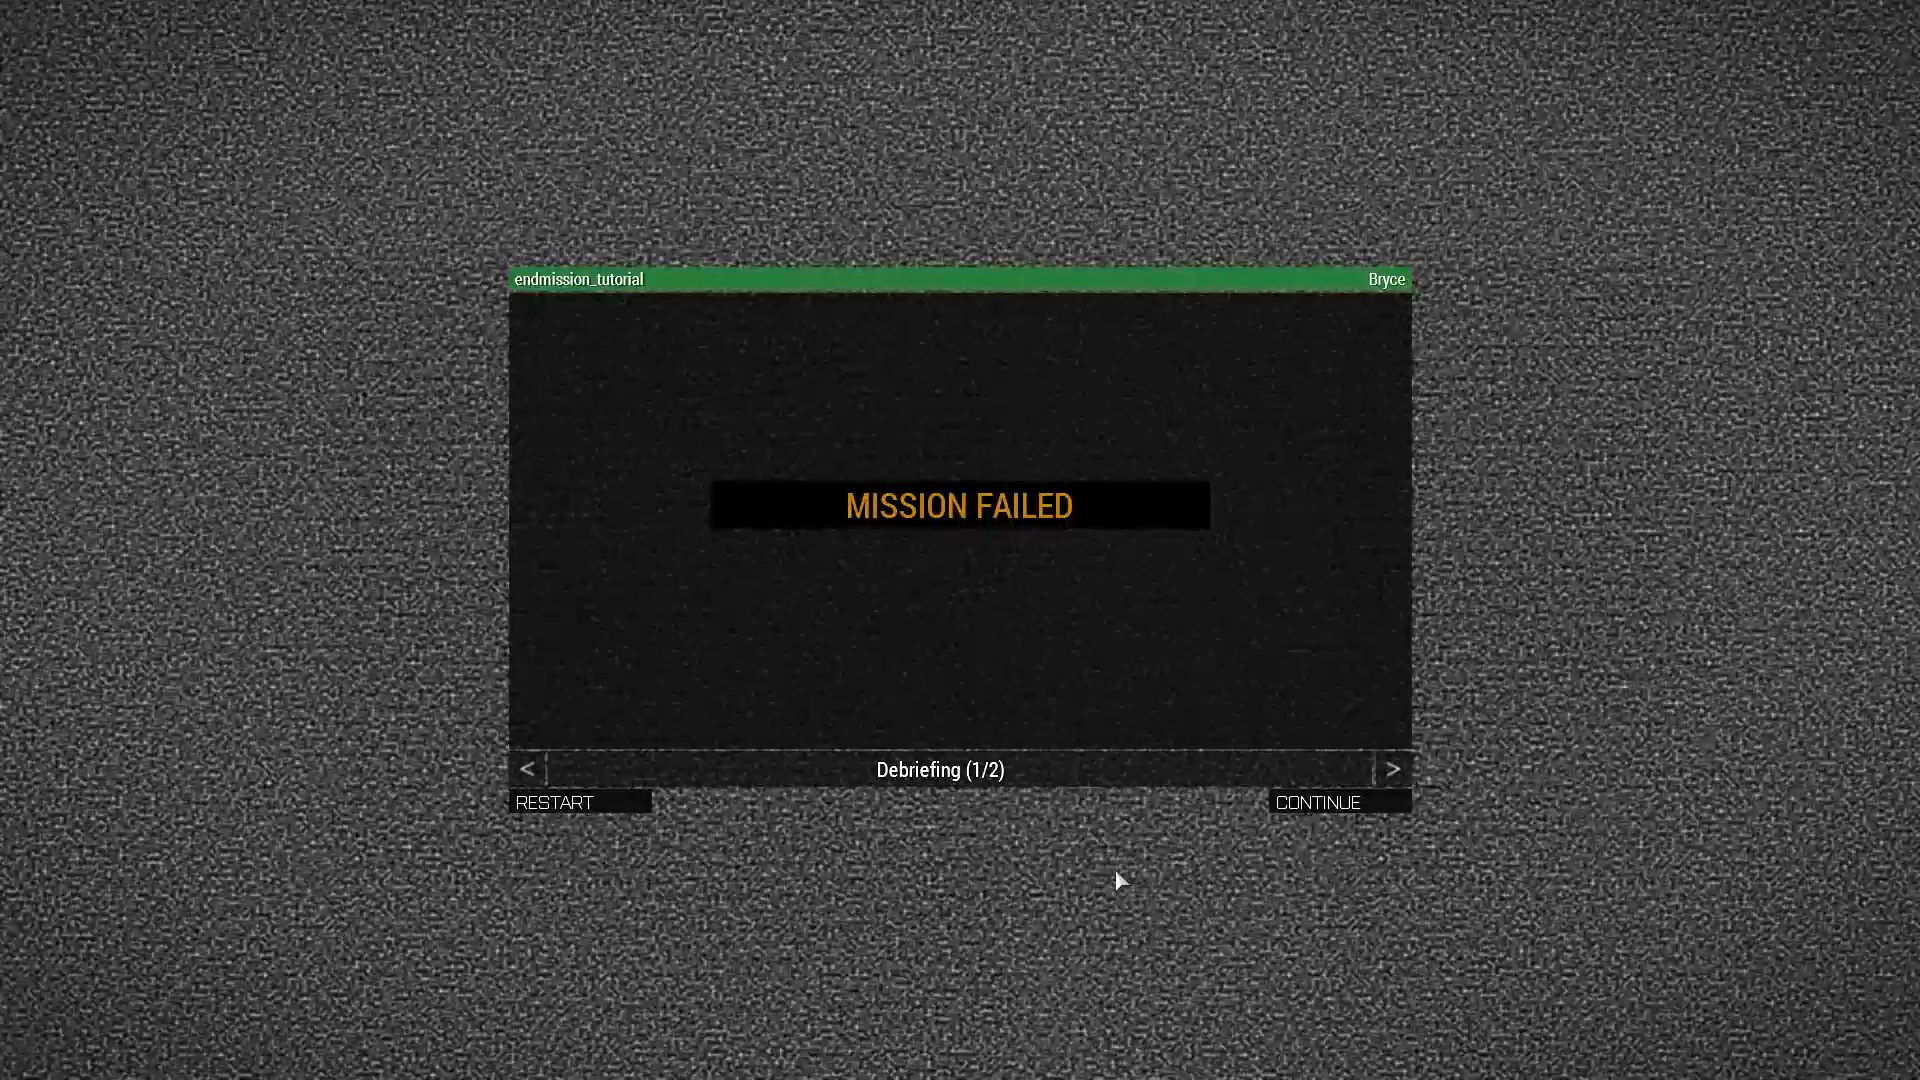 endmission_tutorial
Bryce
MISSION FAILED
<
Debriefing (1/2)
>
RESTART
CONTINUE